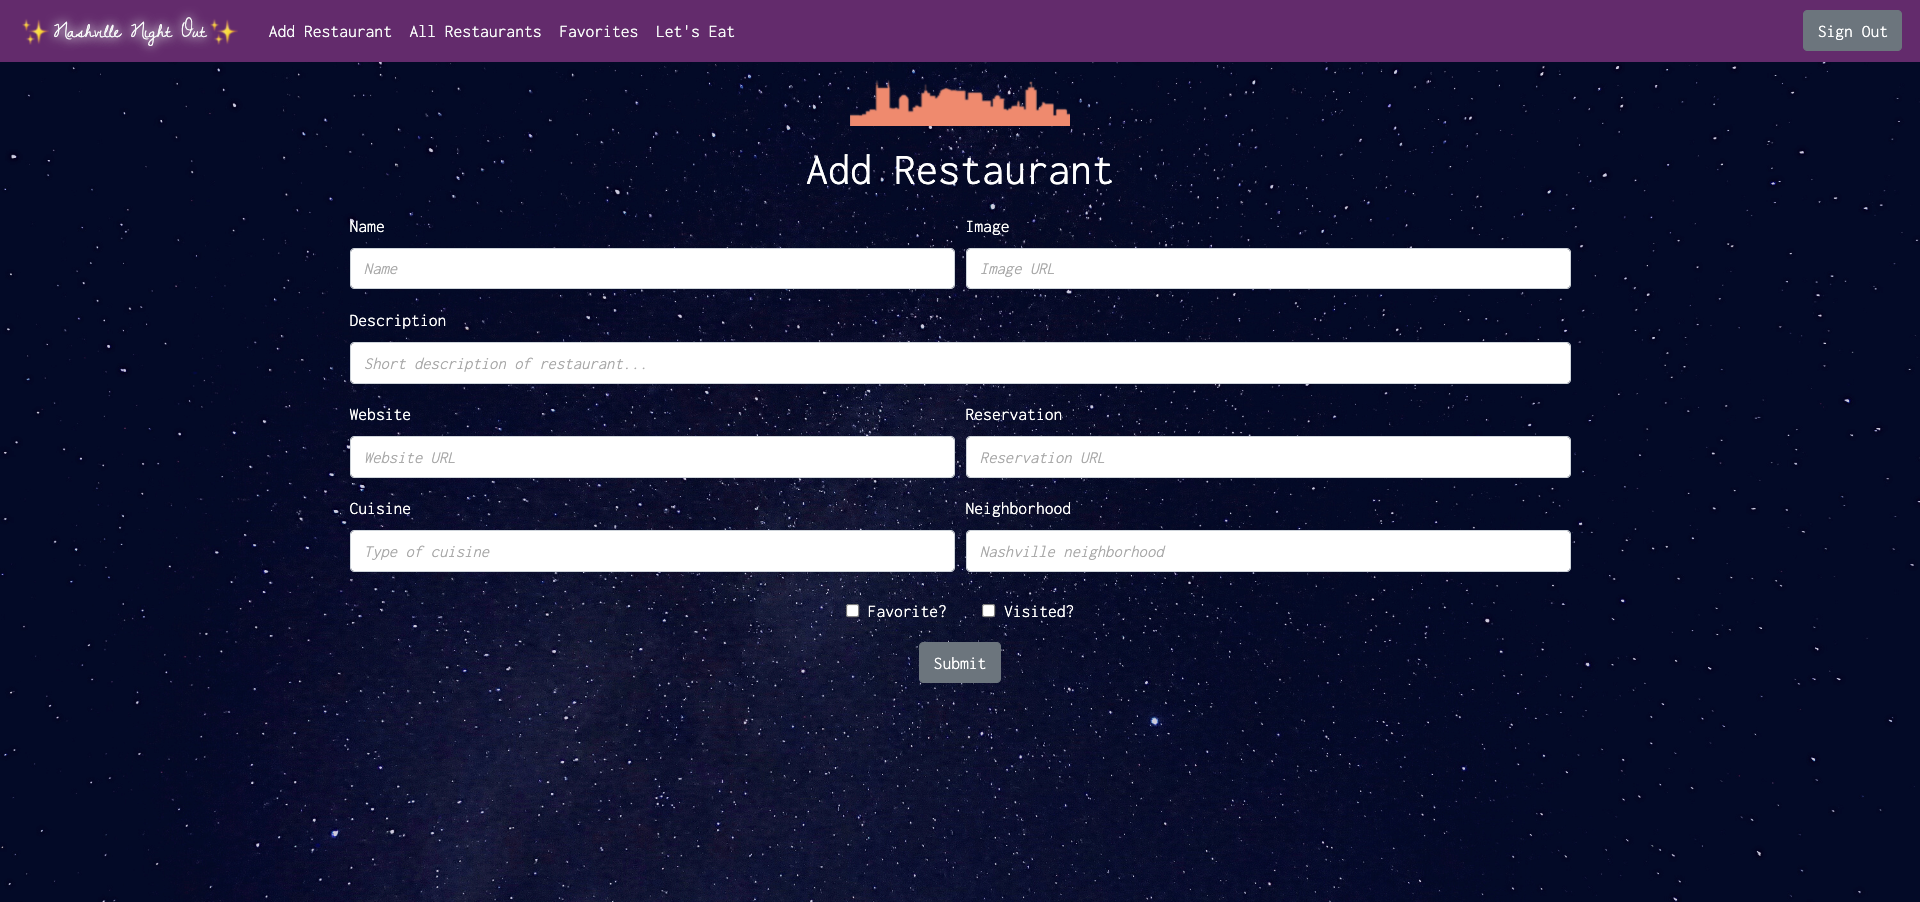 Nashville Night Out Add Restaurant All Restaurants Favorites Let's Eat Sign Out
Add Restaurant
Name Image
Name Image URL
Description
Short description of restaurant...
Website Reservation
Website URL Reservation URL
Cuisine Neighborhood
Type of cuisine Nashville neighborhood
Favorite? Visited?
Submit